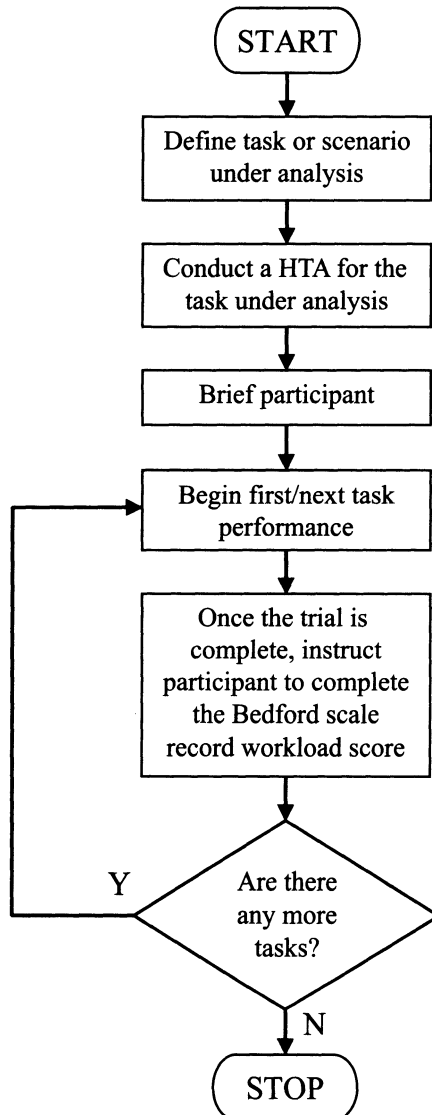 START
Define task or scenario
under analysis
Conduct a HTA for the
task under analysis
Brief participant
Begin first/next task
performance
Once the trial is
complete, instruct
participant to complete
the Bedford scale
record workload score
Y
Are there
any more
tasks?
N
STOP